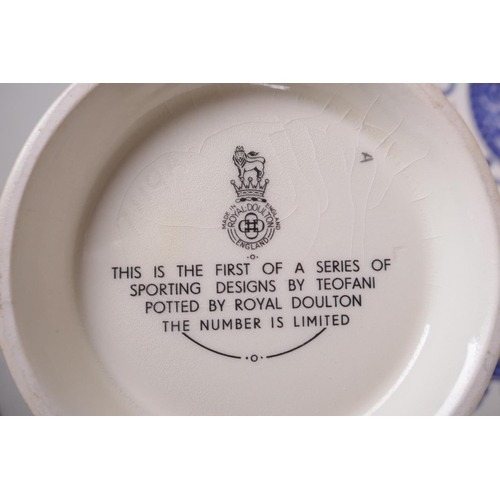 MADE IN ENGLAND
ROYAL·DOULTON
ENGLAND
A
THIS IS THE FIRST OF A SERIES OF
SPORTING DESIGNS BY TEOFANI
POTTED BY ROYAL DOULTON
THE NUMBER IS LIMITED